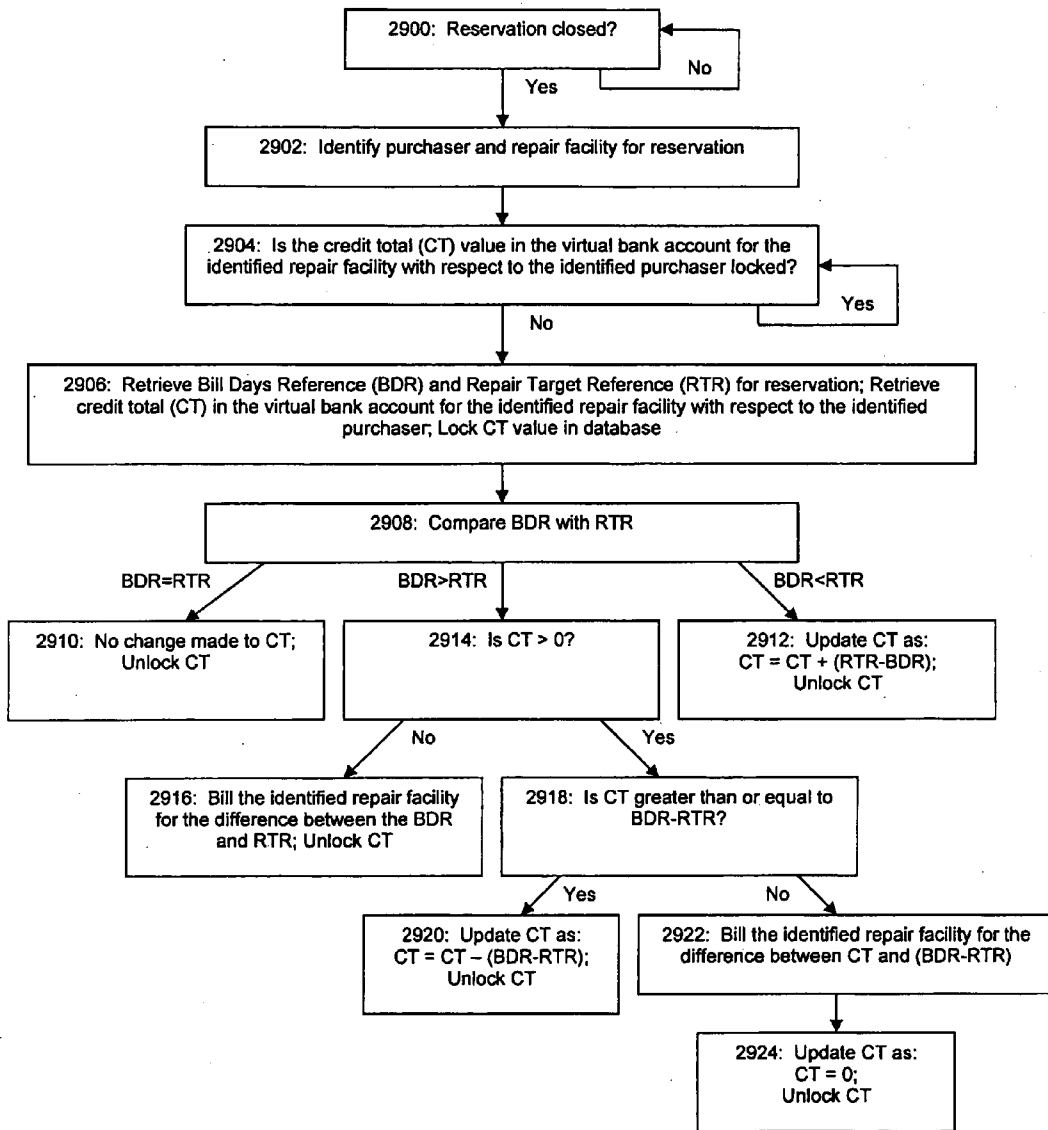 2900: Reservation closed?
No
Yes
2902: Identify purchaser and repair facility for reservation
2904: Is the credit total (CT) value in the virtual bank account for the
identified repair facility with respect to the identified purchaser locked?
Yes
No
2906: Retrieve Bill Days Reference (BDR) and Repair Target Reference (RTR) for reservation; Retrieve
credit total (CT) in the virtual bank account for the identified repair facility with respect to the identified
purchaser; Lock CT value in database
2908: Compare BDR with RTR
BDR=RTR
BDR>RTR
BDR<RTR
2910: No change made to CT;
Unlock CT
2914: Is CT > 0?
2912: Update CT as:
CT = CT + (RTR-BDR);
Unlock CT
No
Yes
2916: Bill the identified repair facility
for the difference between the BDR
and RTR; Unlock CT
2918: Is CT greater than or equal to
BDR-RTR?
Yes
No
2920: Update CT as:
CT = CT – (BDR-RTR);
Unlock CT
2922: Bill the identified repair facility for the
difference between CT and (BDR-RTR)
2924: Update CT as:
CT = 0;
Unlock CT